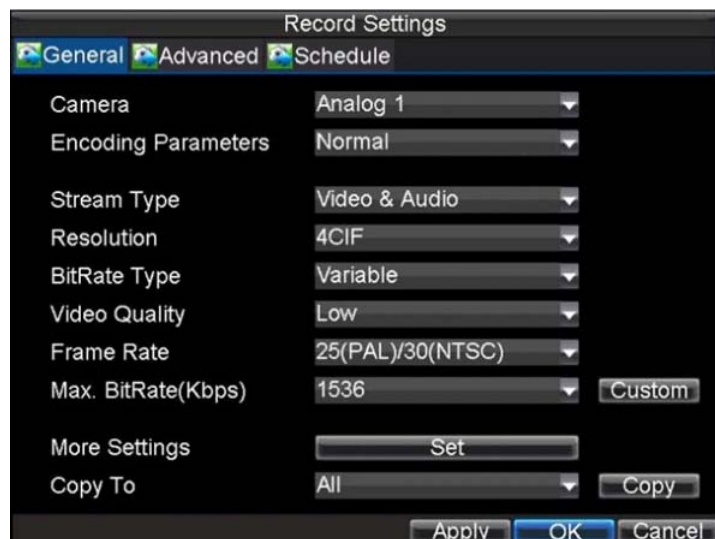 Record Settings
General Advanced Schedule
Camera Analog 1
Encoding Parameters Normal
Stream Type Video & Audio
Resolution 4CIF
BitRate Type Variable
Video Quality Low
Frame Rate 25(PAL)/30(NTSC)
Max. BitRate(Kbps) 1536 Custom
More Settings Set
Copy To All Copy
Apply OK Cancel